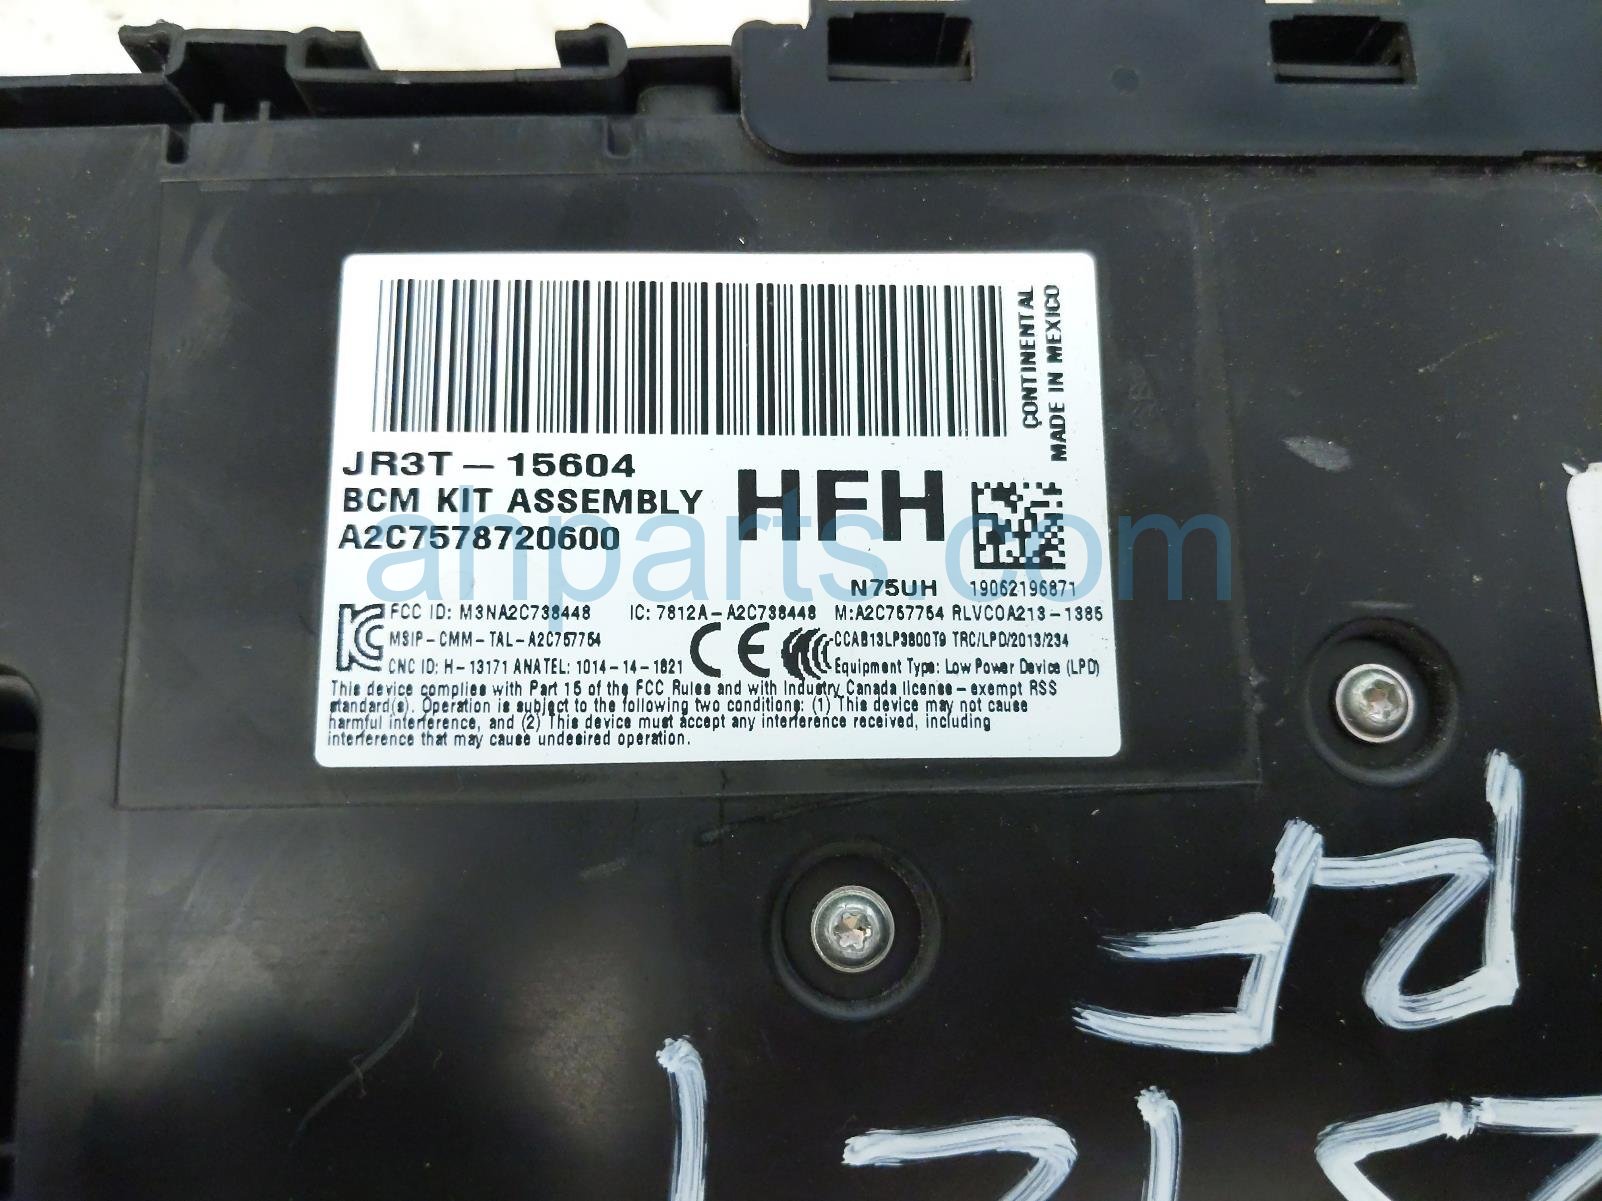 CONTINENTAL
MADE IN MEXICO
JR3T-15604
BCM KIT ASSEMBLY
A2C7578720600
HFH
N75UH 19062196871
FCC ID: M3NA2C738448 IC: 7812A-A2C738448 M:A2C757754 RLVCOA213-1385
MSIP-CMM-TAL-A2C757754 CE CCAB13LP3800T9 TRC/LPD/2013/234
CNC ID: H-13171 ANATEL: 1014-14-1821 Equipment Type: Low Power Device (LPD)
This device complies with Part 15 of the FCC Rules and with Industry Canada license-exempt RSS
standard(s). Operation is subject to the following two conditions: (1) This device may not cause
harmful interference, and (2) This device must accept any interference received, including
interference that may cause undesired operation.
ahparts.com
RF